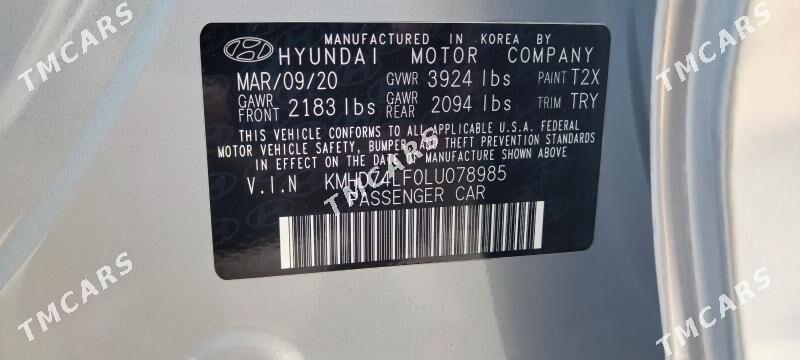 MANUFACTURED IN KOREA BY
HYUNDAI MOTOR COMPANY
MAR/09/20 GVWR 3924 lbs PAINT T2X
GAWR FRONT 2183 lbs GAWR REAR 2094 lbs TRIM TRY
THIS VEHICLE CONFORMS TO ALL APPLICABLE U.S.A. FEDERAL
MOTOR VEHICLE SAFETY, BUMPER, AND THEFT PREVENTION STANDARDS
IN EFFECT ON THE DATE OF MANUFACTURE SHOWN ABOVE.
V.I.N
PASSENGER CAR
TMCARS
TMCARS
TMCARS
TMCARS
TMCARS
TMCARS